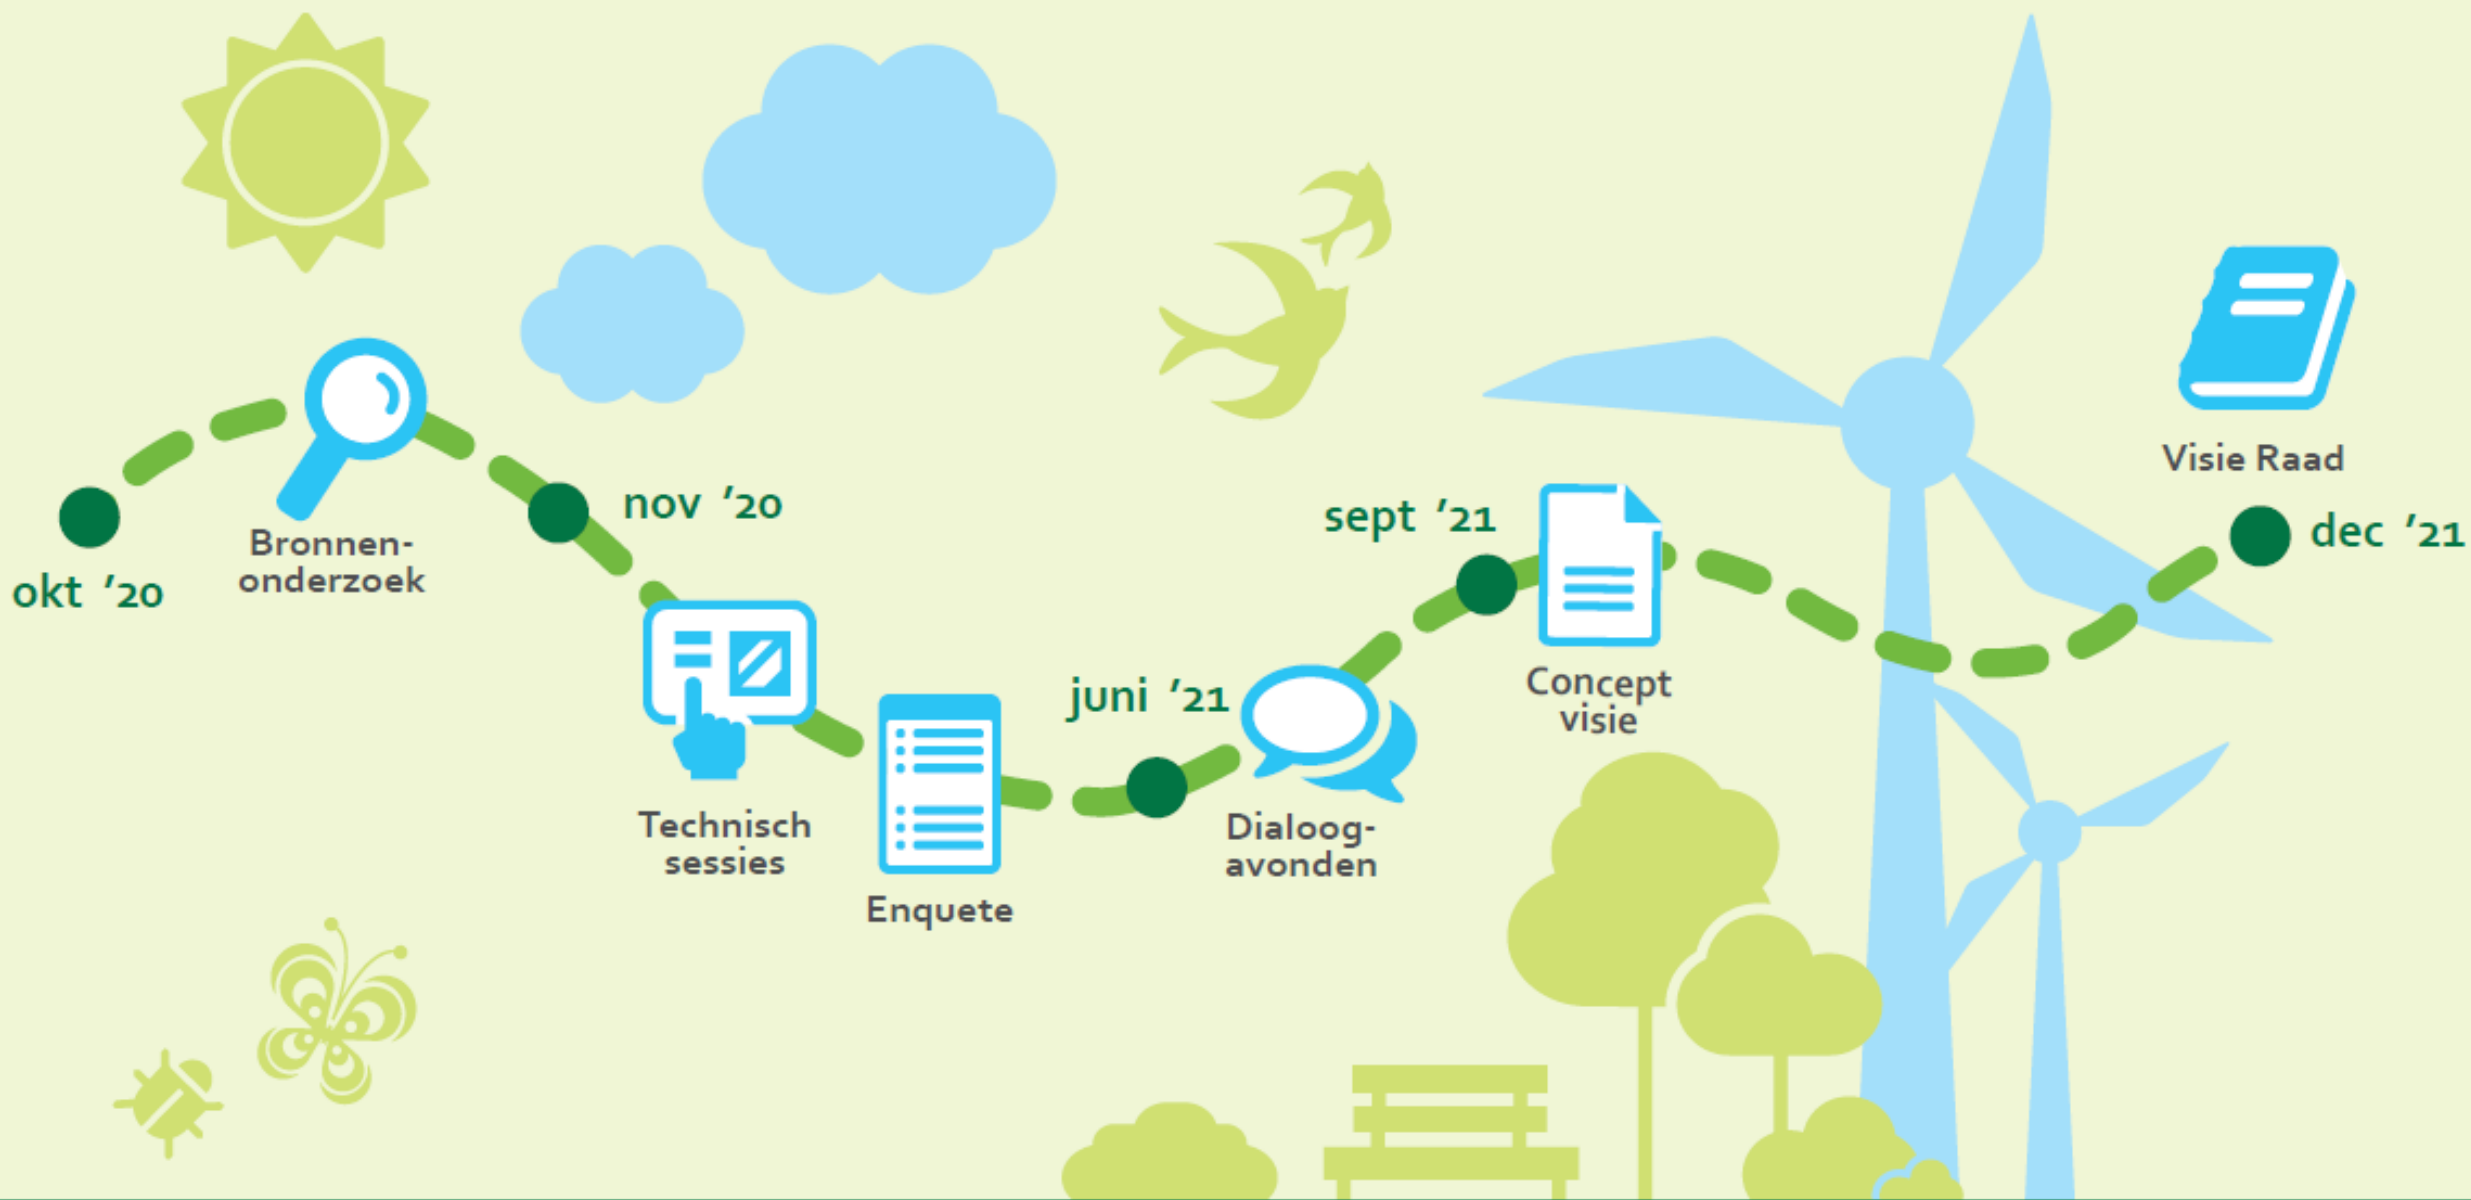 okt '20
Bronnen-
onderzoek
nov '20
Technisch
sessies
Enquete
juni '21
Dialoog-
avonden
sept '21
Concept
visie
Visie Raad
dec '21